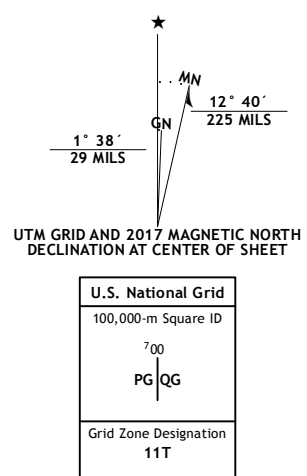 ★
MN
GN
12° 40´
225 MILS
1° 38´
29 MILS
UTM GRID AND 2017 MAGNETIC NORTH
DECLINATION AT CENTER OF SHEET
U.S. National Grid
100,000-m Square ID
⁷00
PG QG
Grid Zone Designation
11T